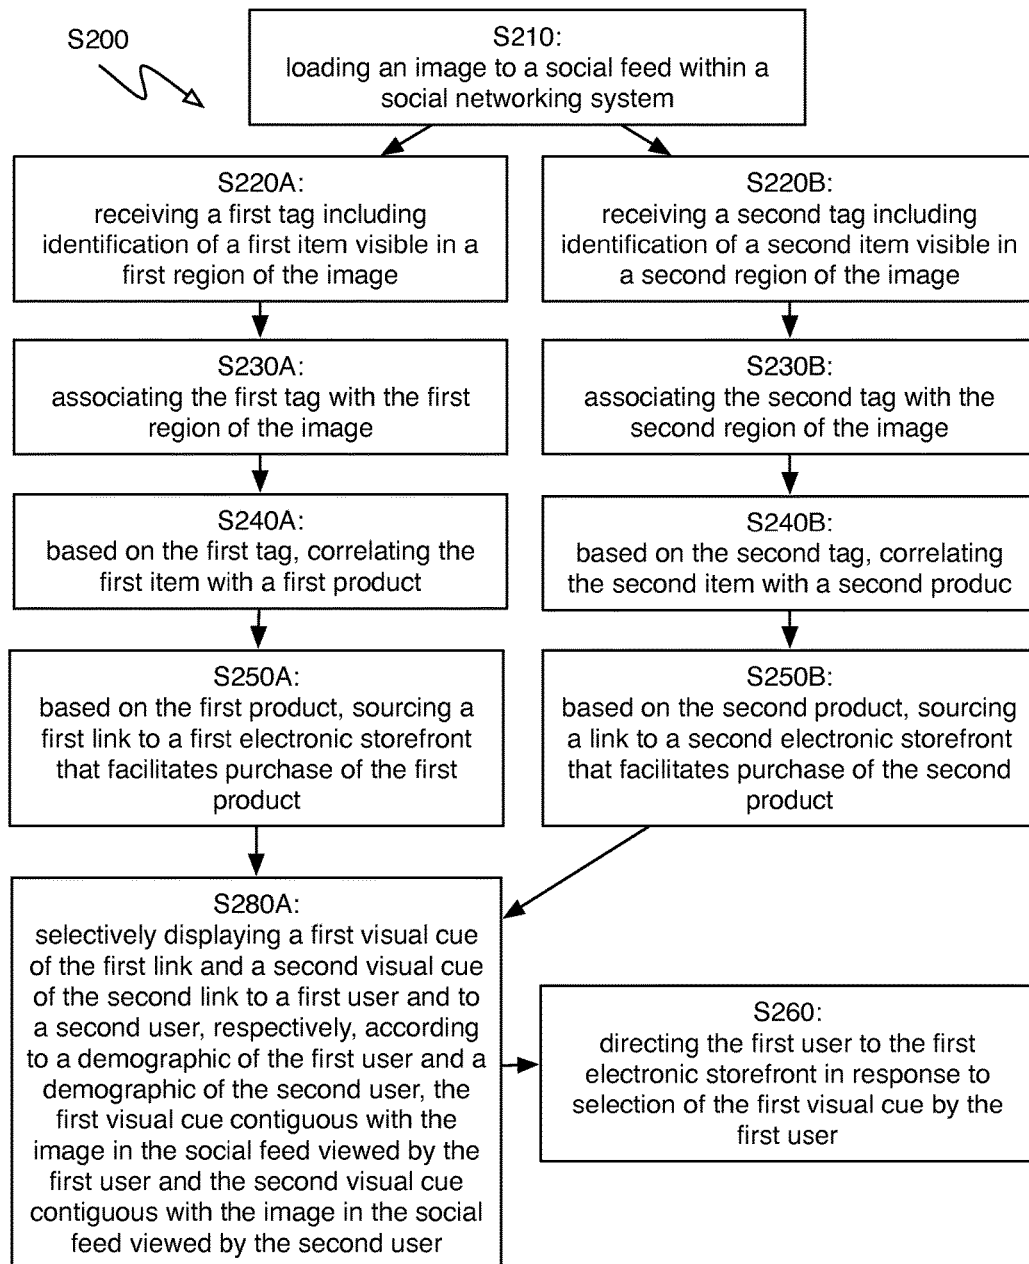 S200
S210:
loading an image to a social feed within a
social networking system
S220A:
receiving a first tag including
identification of a first item visible in a
first region of the image
S220B:
receiving a second tag including
identification of a second item visible in
a second region of the image
S230A:
associating the first tag with the first
region of the image
S230B:
associating the second tag with the
second region of the image
S240A:
based on the first tag, correlating the
first item with a first product
S240B:
based on the second tag, correlating
the second item with a second produc
S250A:
based on the first product, sourcing a
first link to a first electronic storefront
that facilitates purchase of the first
product
S250B:
based on the second product, sourcing
a link to a second electronic storefront
that facilitates purchase of the second
product
S280A:
selectively displaying a first visual cue
of the first link and a second visual cue
of the second link to a first user and to
a second user, respectively, according
to a demographic of the first user and a
demographic of the second user, the
first visual cue contiguous with the
image in the social feed viewed by the
first user and the second visual cue
contiguous with the image in the social
feed viewed by the second user
S260:
directing the first user to the first
electronic storefront in response to
selection of the first visual cue by the
first user